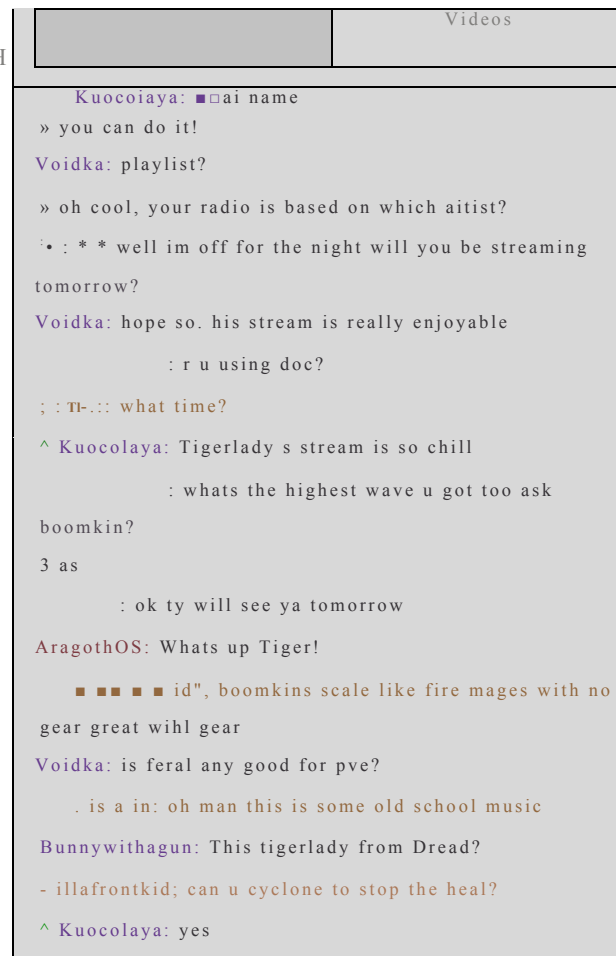 Videos
H
Kuocoiaya: ■□ai name
» you can do it!
Voidka: playlist?
» oh cool, your radio is based on which aitist?
• : * * well im off for the night will you be streaming
tomorrow?
Voidka: hope so. his stream is really enjoyable
: r u using doc?
; : TI-.:: what time?
^ Kuocolaya: Tigerlady s stream is so chill
: whats the highest wave u got too ask
boomkin?
3 as
: ok ty will see ya tomorrow
AragothOS: Whats up Tiger!
■ ■■ ■ ■ id", boomkins scale like fire mages with no
gear great wihl gear
Voidka: is feral any good for pve?
. is a in: oh man this is some old school music
Bunnywithagun: This tigerlady from Dread?
- illafrontkid; can u cyclone to stop the heal?
^ Kuocolaya: yes